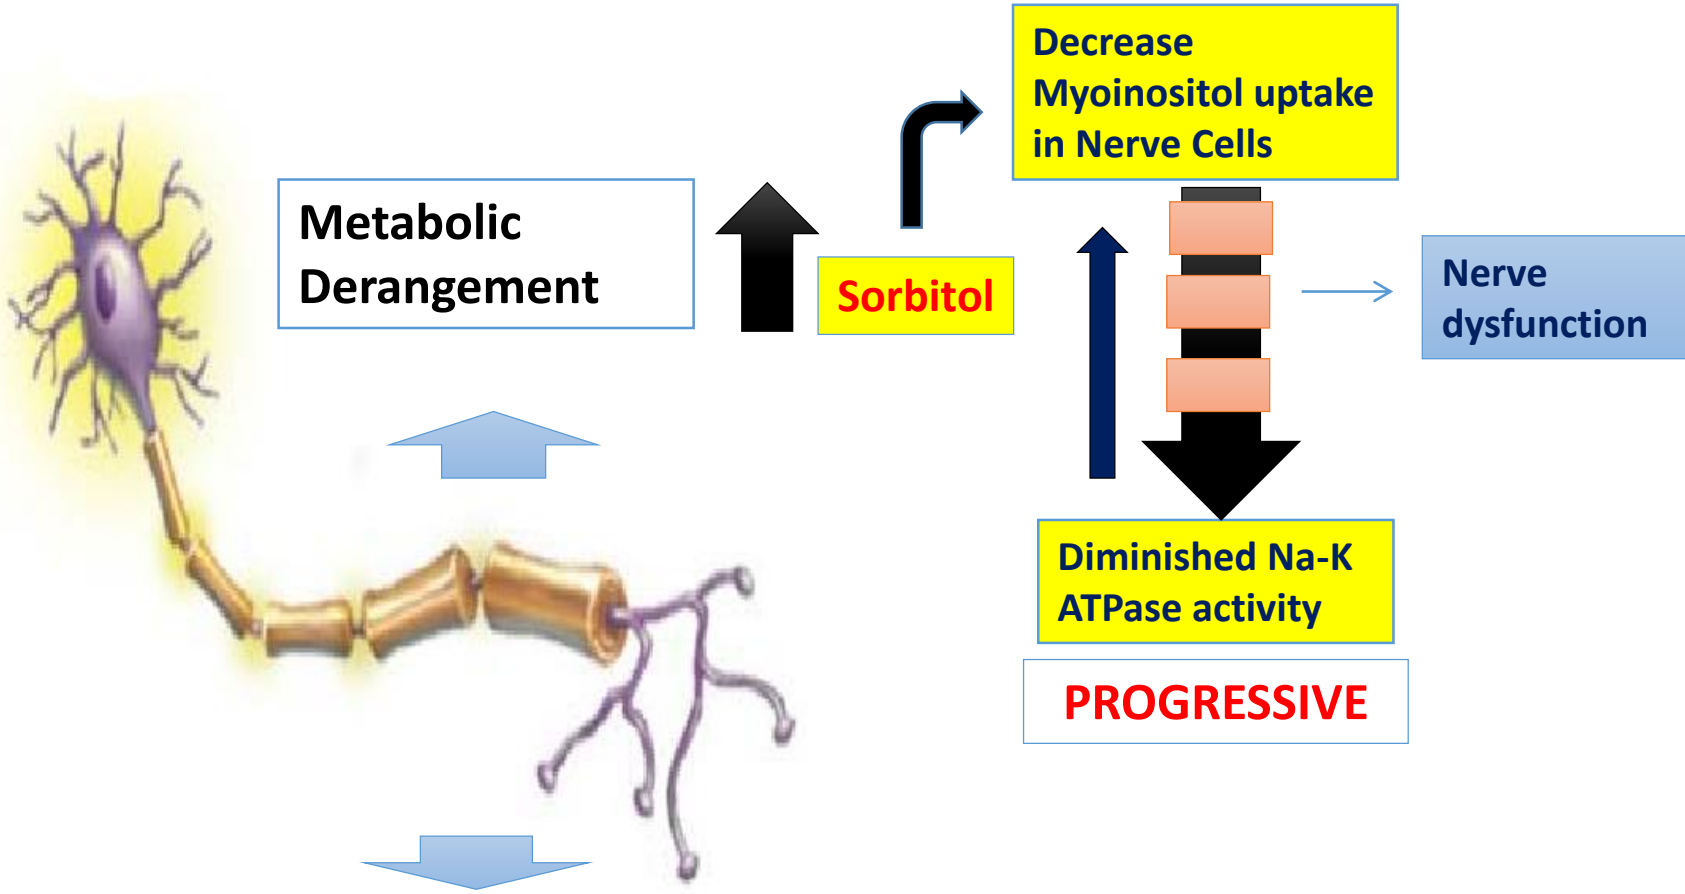 Decrease
Myoinositol uptake
in Nerve Cells
Metabolic
Derangement
Sorbitol
Nerve
dysfunction
Diminished Na-K
ATPase activity
PROGRESSIVE